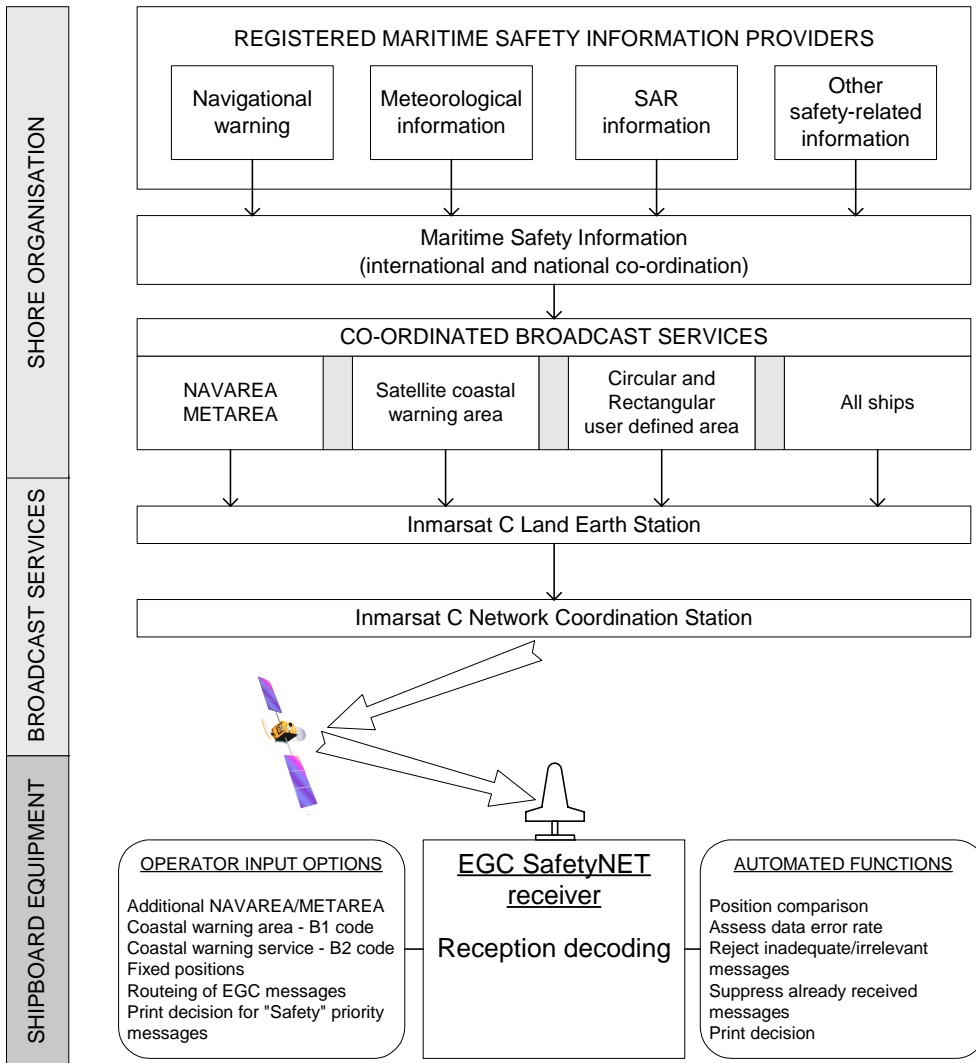 SHORE ORGANISATION
REGISTERED MARITIME SAFETY INFORMATION PROVIDERS
Navigational
warning
Meteorological
information
SAR
information
Other
safety-related
information
Maritime Safety Information
(international and national co-ordination)
CO-ORDINATED BROADCAST SERVICES
NAVAREA
METAREA
Satellite coastal
warning area
Circular and
Rectangular
user defined area
All ships
BROADCAST SERVICES
Inmarsat C Land Earth Station
Inmarsat C Network Coordination Station
SHIPBOARD EQUIPMENT
OPERATOR INPUT OPTIONS
Additional NAVAREA/METAREA
Coastal warning area - B1 code
Coastal warning service - B2 code
Fixed positions
Routeing of EGC messages
Print decision for "Safety" priority
messages
EGC SafetyNET
receiver
Reception decoding
AUTOMATED FUNCTIONS
Position comparison
Assess data error rate
Reject inadequate/irrelevant
messages
Suppress already received
messages
Print decision